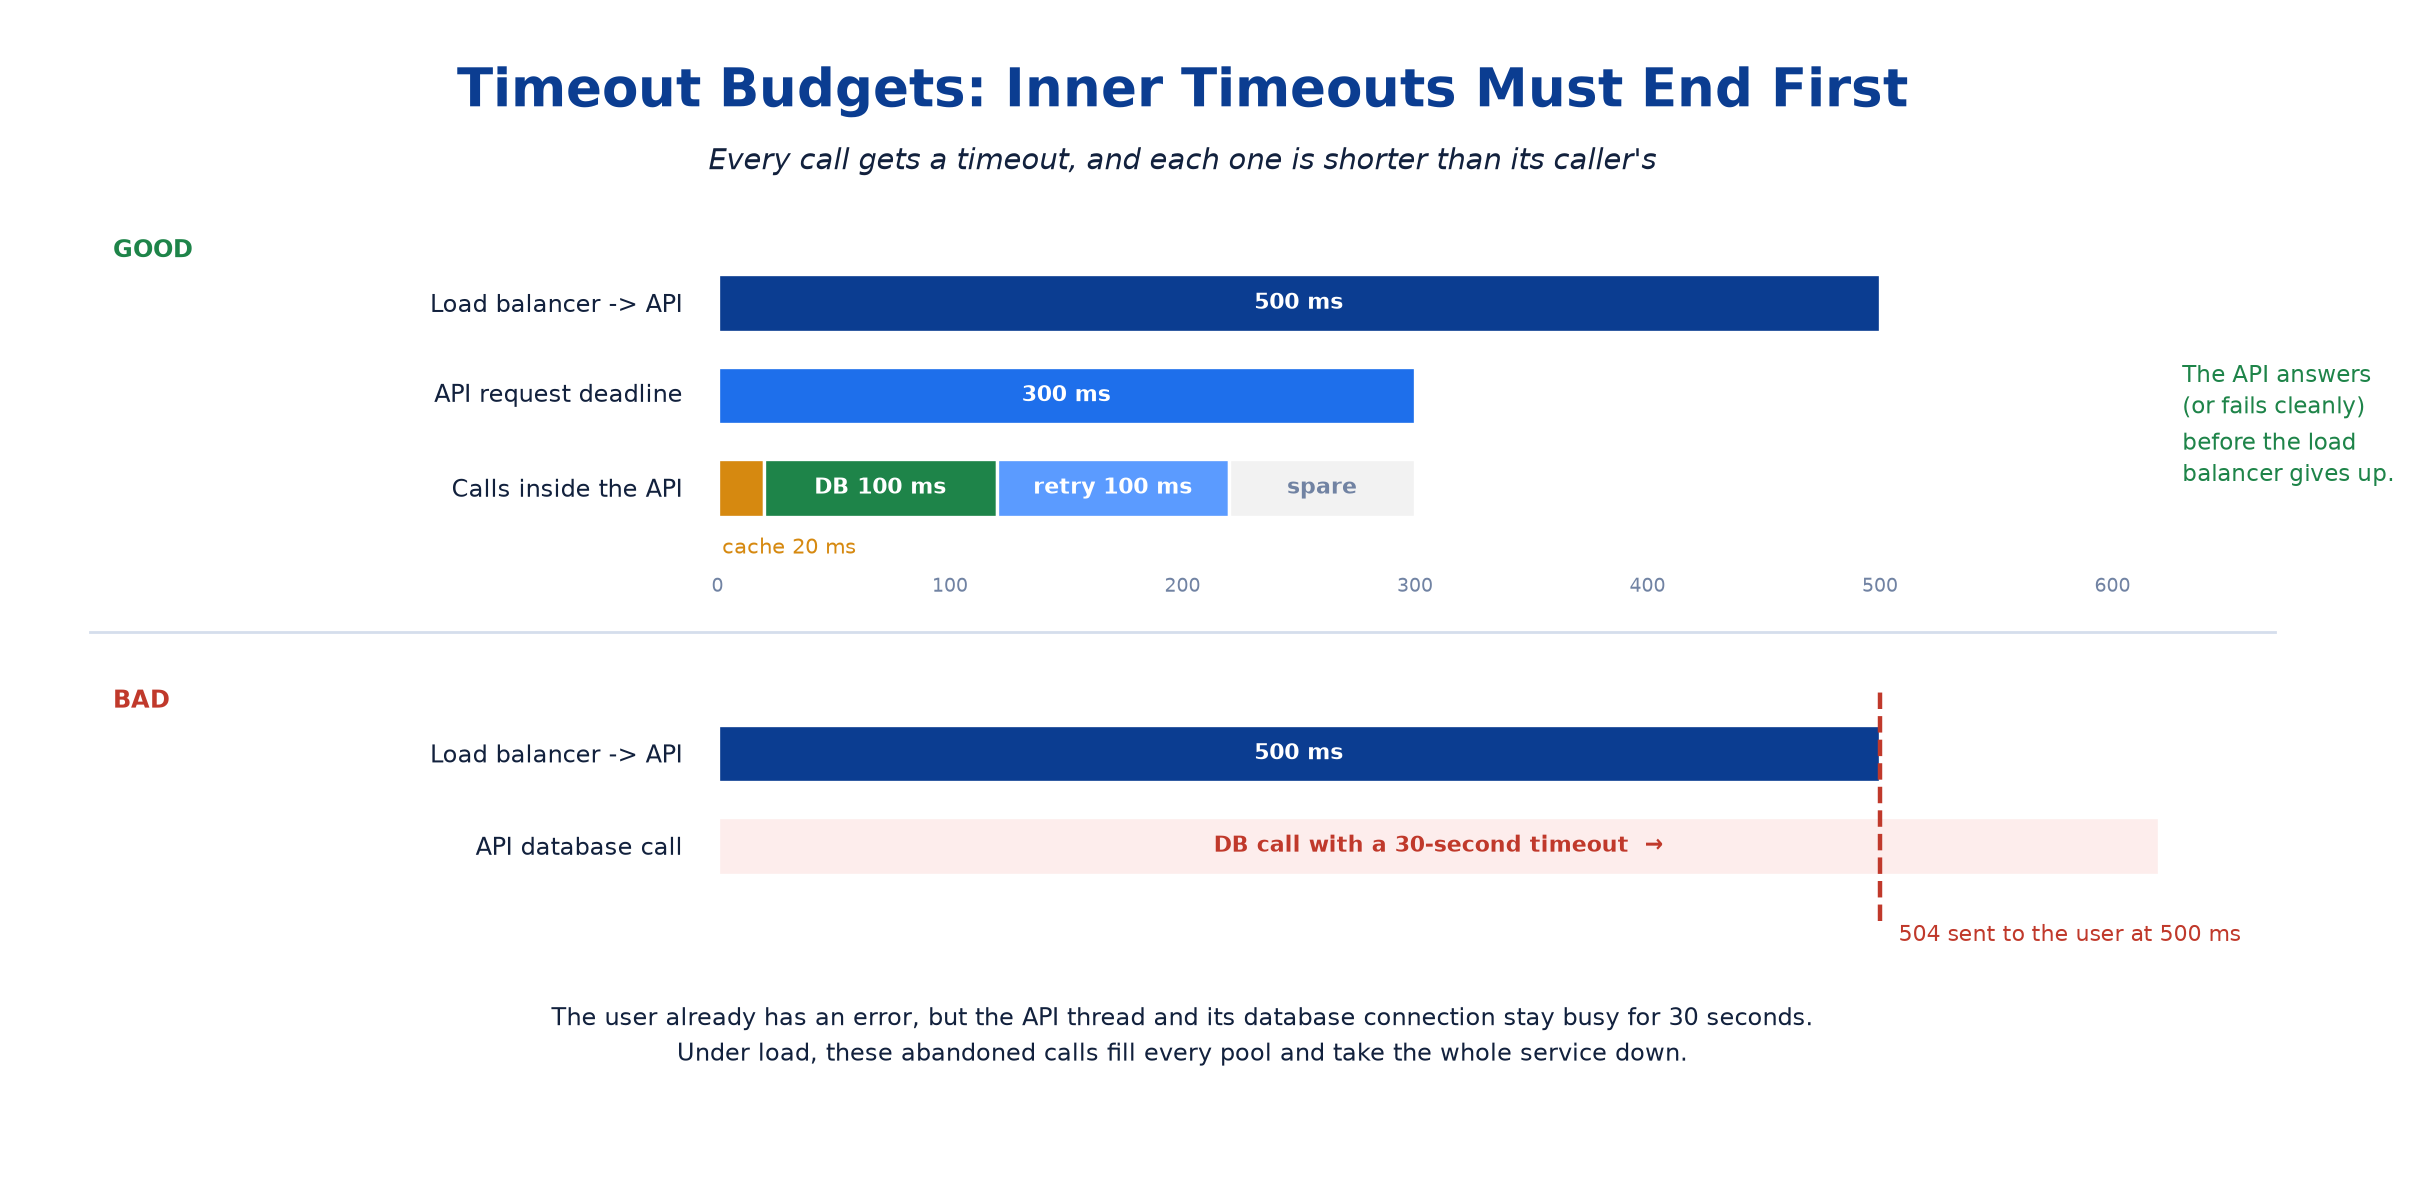 Timeout Budgets: Inner Timeouts Must End First
Every call gets a timeout, and each one is shorter than its caller's
GOOD
Load balancer -> API
500 ms
API request deadline
300 ms
The API answers
(or fails cleanly)
before the load
balancer gives up.
Calls inside the API
DB 100 ms
retry 100 ms
spare
cache 20 ms
0 100 200 300 400 500 600
BAD
Load balancer -> API
500 ms
API database call
DB call with a 30-second timeout →
504 sent to the user at 500 ms
The user already has an error, but the API thread and its database connection stay busy for 30 seconds.
Under load, these abandoned calls fill every pool and take the whole service down.